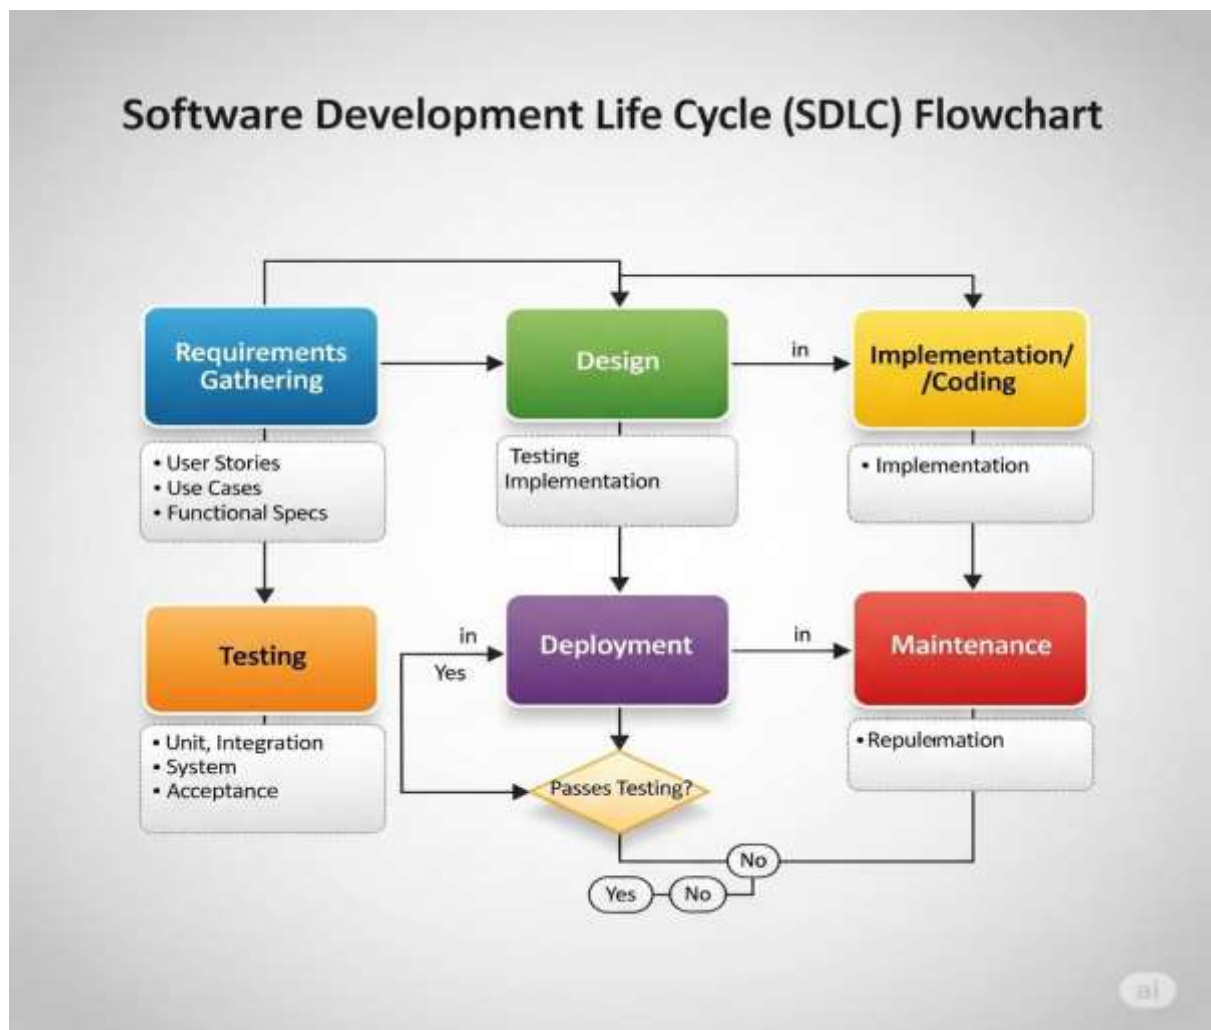 Software Development Life Cycle (SDLC) Flowchart
Requirements
Gathering
Design
in
Implementation/
/Coding
• User Stories
• Use Cases
• Functional Specs
Testing
Implementation
• Implementation
Testing
in
Yes
Deployment
in
Maintenance
• Unit, Integration
• System
• Acceptance
Passes Testing?
• Repulemation
No
Yes
No
ai